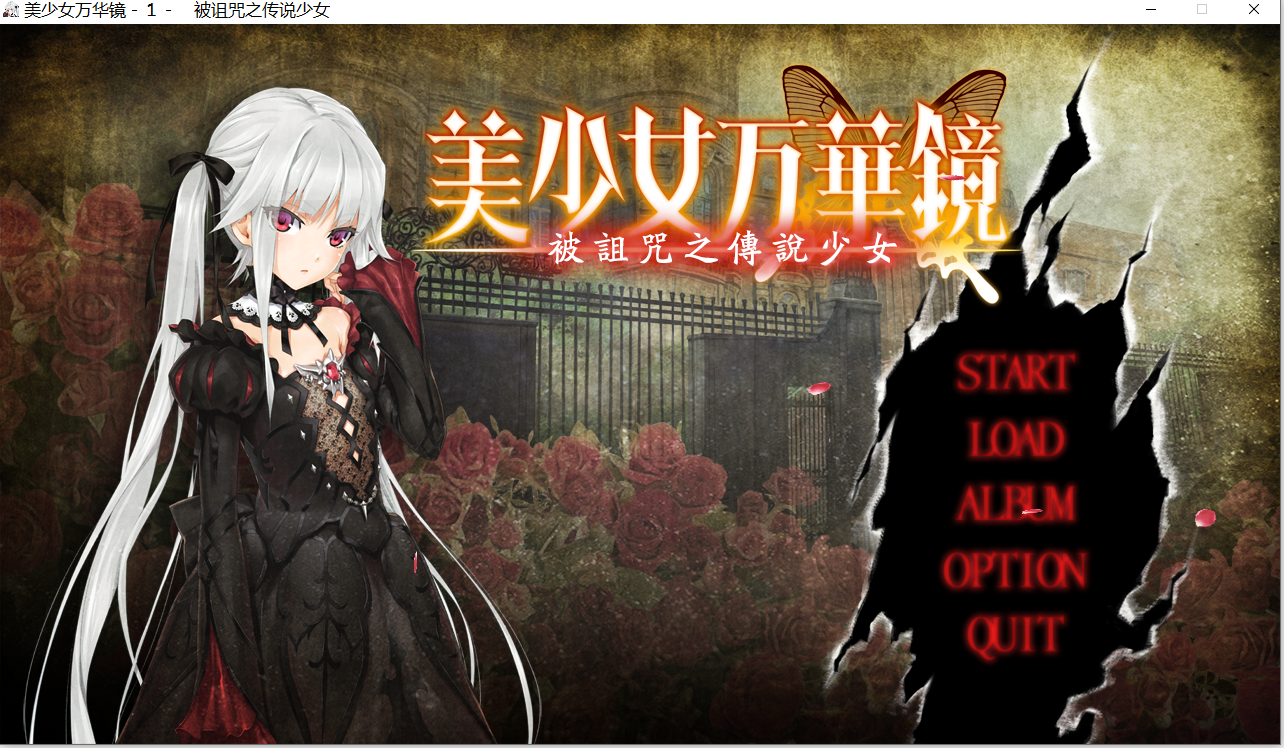 美少女万华镜 - 1 -    被诅咒之传说少女
美少女万華鏡
被詛咒之傳說少女
START
LOAD
ALBUM
OPTION
QUIT